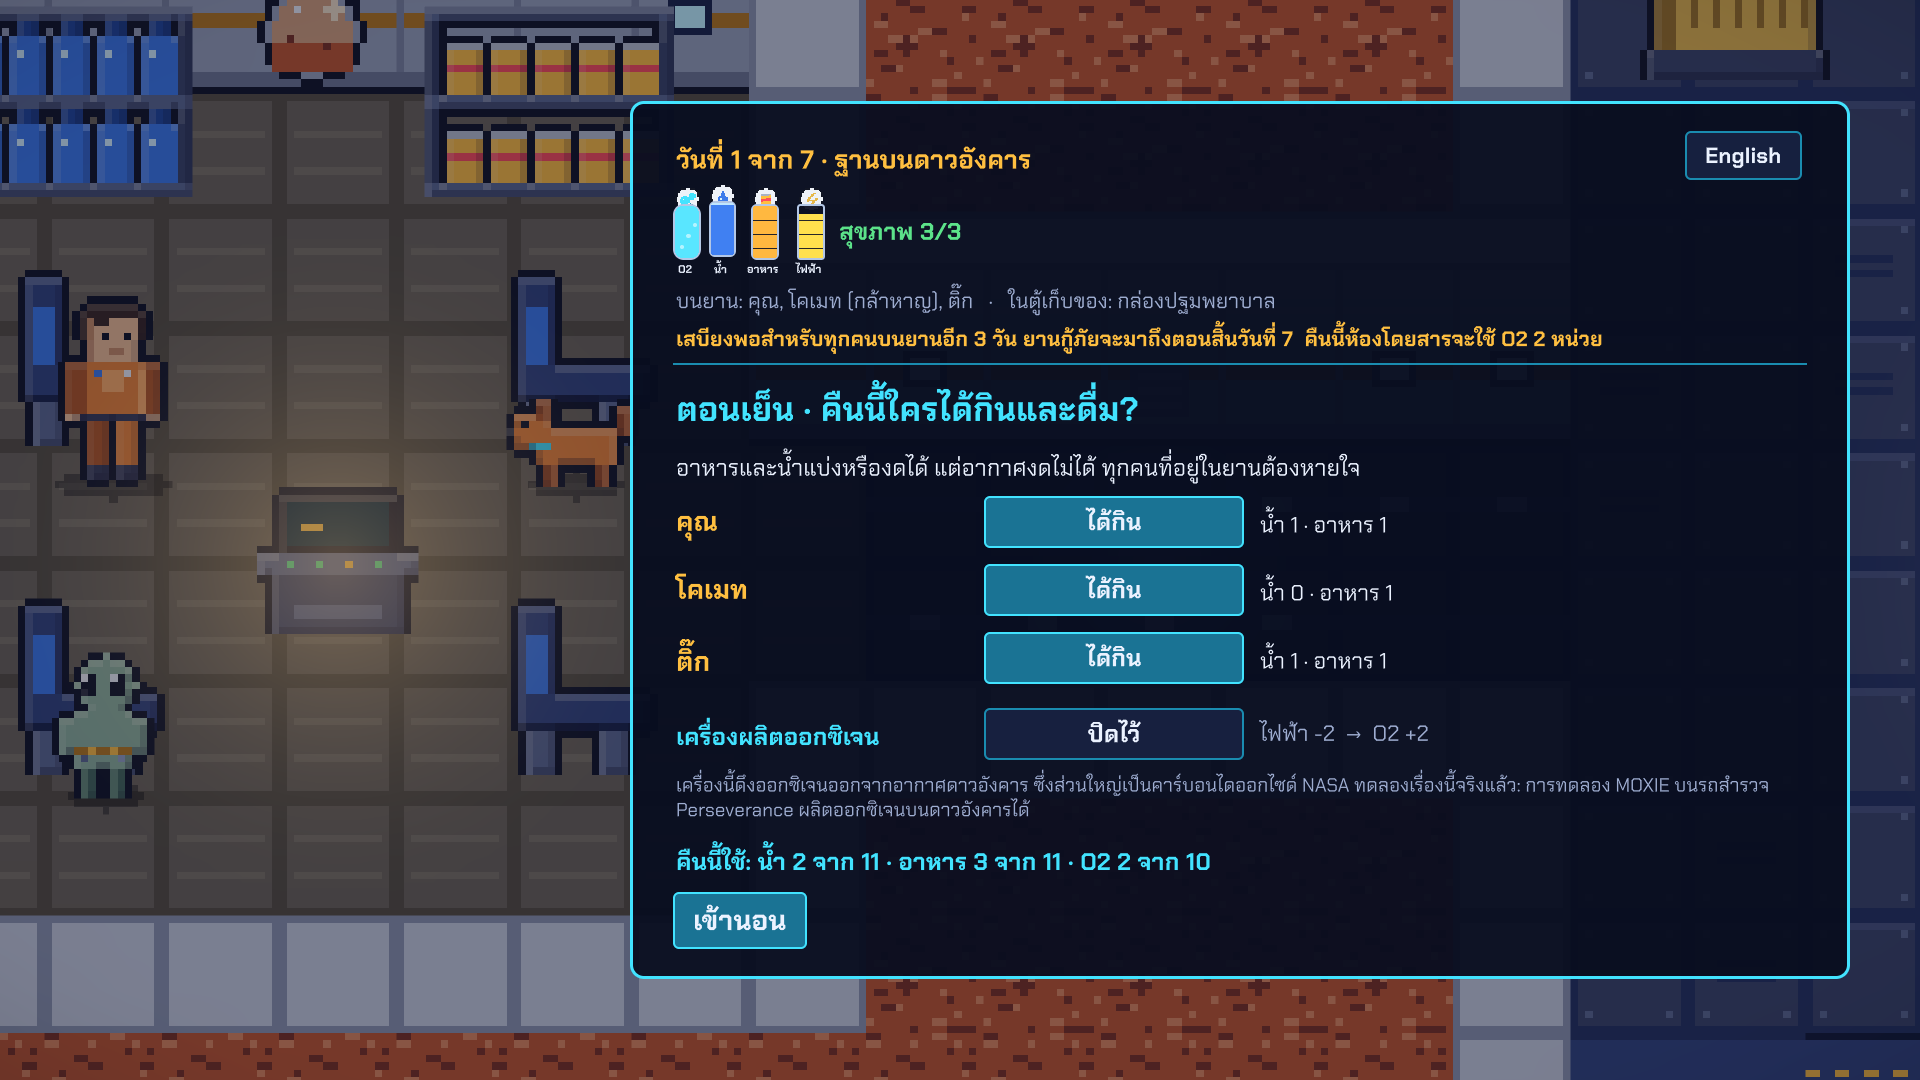 วันที่ 1 จาก 7 · ฐานบนดาวอังคาร
English
สุขภาพ 3/3
O2 น้ำ อาหาร ไฟฟ้า
บนยาน: คุณ, โคเมท (กล้าหาญ), ติ๊ก · ในตู้เก็บของ: กล่องปฐมพยาบาล
เสบียงพอสำหรับทุกคนบนยานอีก 3 วัน ยานกู้ภัยจะมาถึงตอนสิ้นวันที่ 7 คืนนี้ห้องโดยสารจะใช้ O2 2 หน่วย
ตอนเย็น · คืนนี้ใครได้กินและดื่ม?
อาหารและน้ำแบ่งหรืองดได้ แต่อากาศงดไม่ได้ ทุกคนที่อยู่ในยานต้องหายใจ
คุณ ได้กิน น้ำ 1 · อาหาร 1
โคเมท ได้กิน น้ำ 0 · อาหาร 1
ติ๊ก ได้กิน น้ำ 1 · อาหาร 1
เครื่องผลิตออกซิเจน ปิดไว้ ไฟฟ้า -2 → O2 +2
เครื่องนี้ดึงออกซิเจนออกจากอากาศดาวอังคาร ซึ่งส่วนใหญ่เป็นคาร์บอนไดออกไซด์ NASA ทดลองเรื่องนี้จริงแล้ว: การทดลอง MOXIE บนรถสำรวจ
Perseverance ผลิตออกซิเจนบนดาวอังคารได้
คืนนี้ใช้: น้ำ 2 จาก 11 · อาหาร 3 จาก 11 · O2 2 จาก 10
เข้านอน